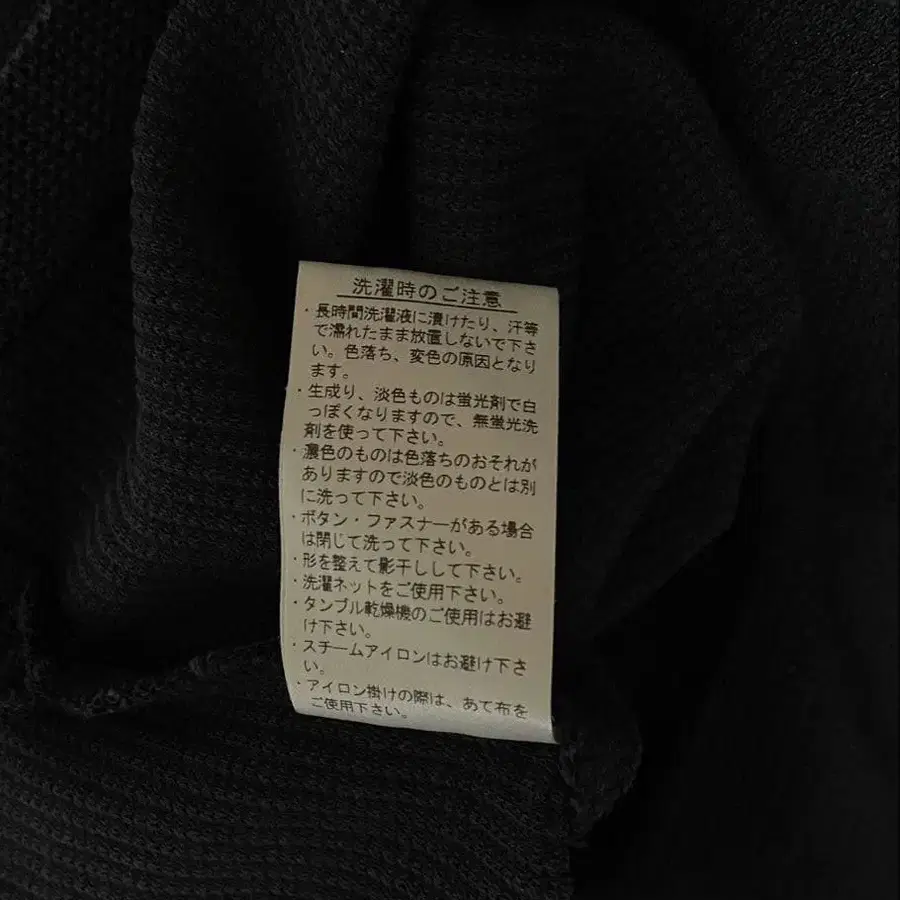 洗濯時のご注意
・長時間洗濯液に漬けたり、汗等
で濡れたまま放置しないで下さ
い。色落ち、変色の原因となり
ます。
・生成り、淡色ものは蛍光剤で白
っぽくなりますので、無蛍光洗
剤を使って下さい。
・濃色のものは色落ちのおそれが
ありますので淡色のものとは別
に洗って下さい。
・ボタン・ファスナーがある場合
は閉じて洗って下さい。
・形を整えて影干しして下さい。
・洗濯ネットをご使用下さい。
・タンブル乾燥機のご使用はお避
け下さい。
・スチームアイロンはお避け下さ
い。
・アイロン掛けの際は、あて布を
ご使用下さい。